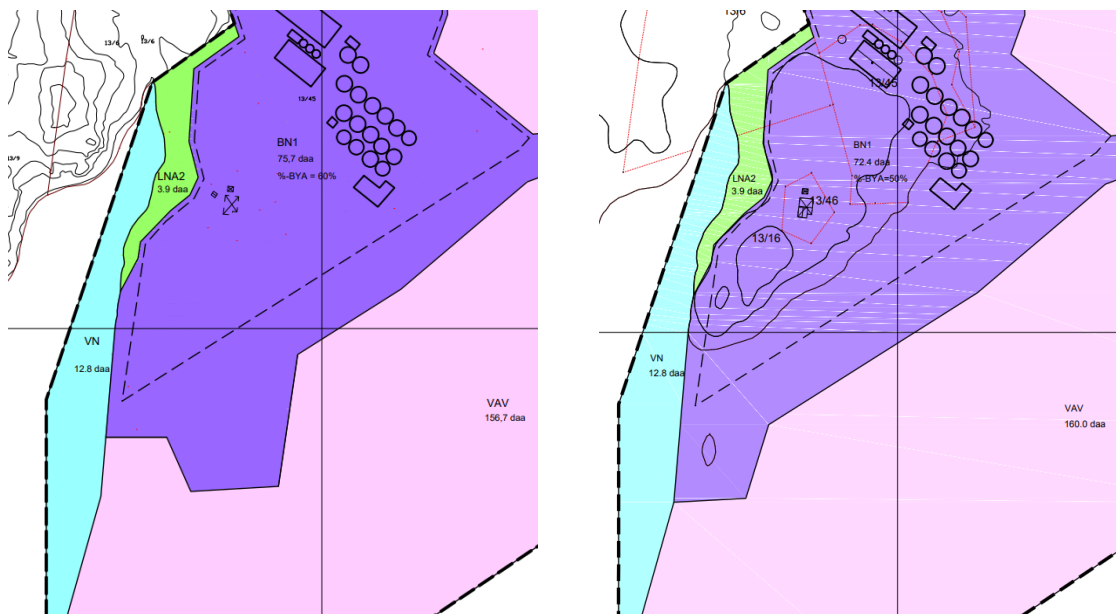 13/6
13/6
13/9
13/45
BN1
75,7 daa
%-BYA = 60%
LNA2
3.9 daa
VN
12.8 daa
VAV
156,7 daa
13/6
13/45
BN1
72.4 daa
%-BYA=50%
LNA2
3.9 daa
13/46
13/16
VN
12.8 daa
VAV
160.0 daa